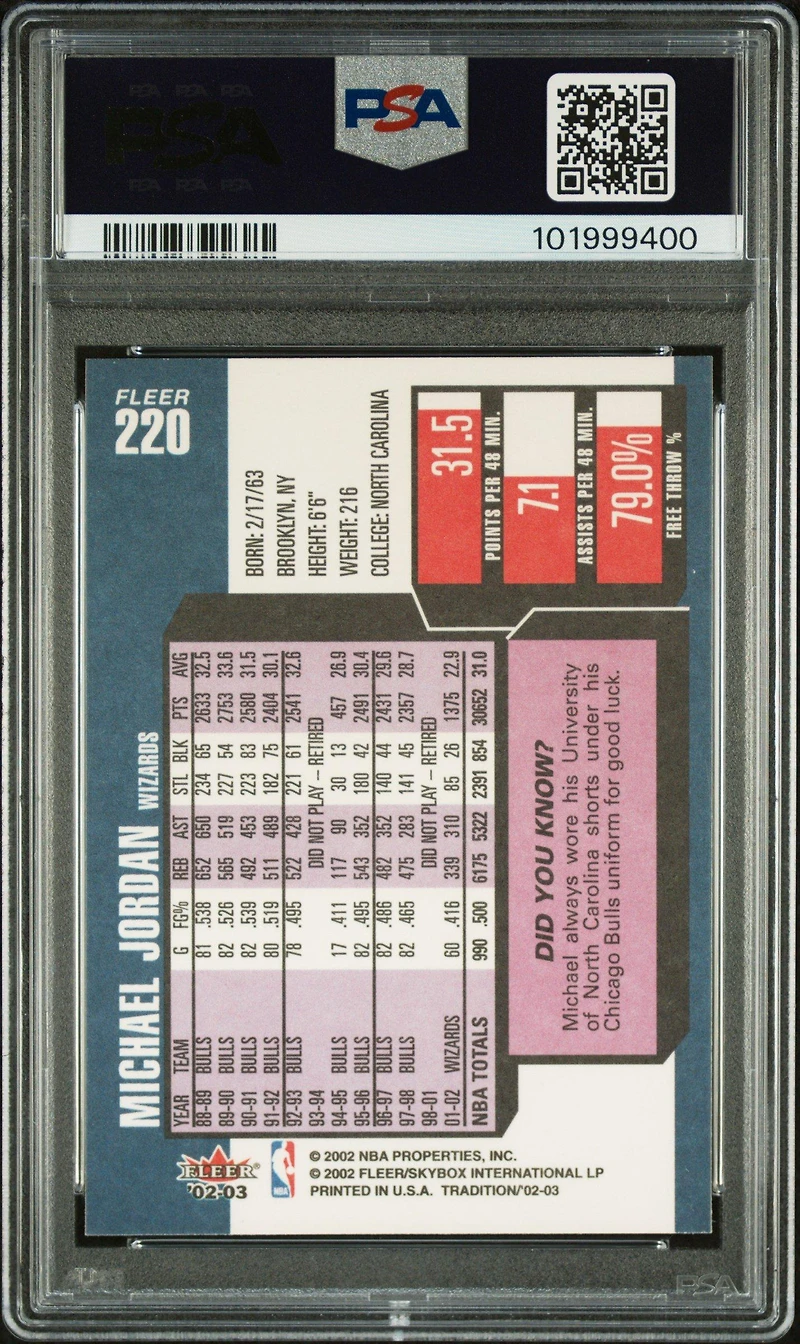 PSA PSA PSA
PSA
PSA PSA PSA
PSA
101999400
FLEER
220
MICHAEL JORDAN WIZARDS
BORN: 2/17/63
BROOKLYN, NY
HEIGHT: 6'6"
WEIGHT: 216
COLLEGE: NORTH CAROLINA
31.5
POINTS PER 48 MIN.
7.1
ASSISTS PER 48 MIN.
79.0%
FREE THROW %
YEAR TEAM G FG% REB AST STL BLK PTS AVG
88-89 BULLS 81 .538 652 650 234 65 2633 32.5
89-90 BULLS 82 .526 565 519 227 54 2753 33.6
90-91 BULLS 82 .539 492 453 223 83 2580 31.5
91-92 BULLS 80 .519 511 489 182 75 2404 30.1
92-93 BULLS 78 .495 522 428 221 61 2541 32.6
93-94 DID NOT PLAY – RETIRED
94-95 BULLS 17 .411 117 90 30 13 457 26.9
95-96 BULLS 82 .495 543 352 180 42 2491 30.4
96-97 BULLS 82 .486 482 352 140 44 2431 29.6
97-98 BULLS 82 .465 475 283 141 45 2357 28.7
98-01 DID NOT PLAY – RETIRED
01-02 WIZARDS 60 .416 339 310 85 26 1375 22.9
NBA TOTALS 990 .500 6175 5322 2391 854 30652 31.0
DID YOU KNOW?
Michael always wore his University
of North Carolina shorts under his
Chicago Bulls uniform for good luck.
FLEER®
'02-03
NBA
© 2002 NBA PROPERTIES, INC.
© 2002 FLEER/SKYBOX INTERNATIONAL LP
PRINTED IN U.S.A. TRADITION/'02-03
PSA